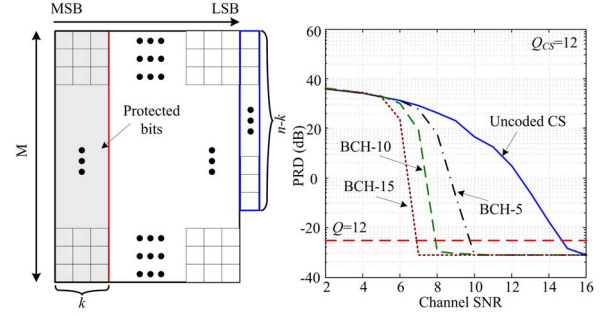 MSB
LSB
M
Protected
bits
n-k
k
Q_CS=12
PRD (dB)
60
40
20
0
-20
-40
Uncoded CS
BCH-10
BCH-15
BCH-5
Q=12
2
4
6
8
10
12
14
16
Channel SNR